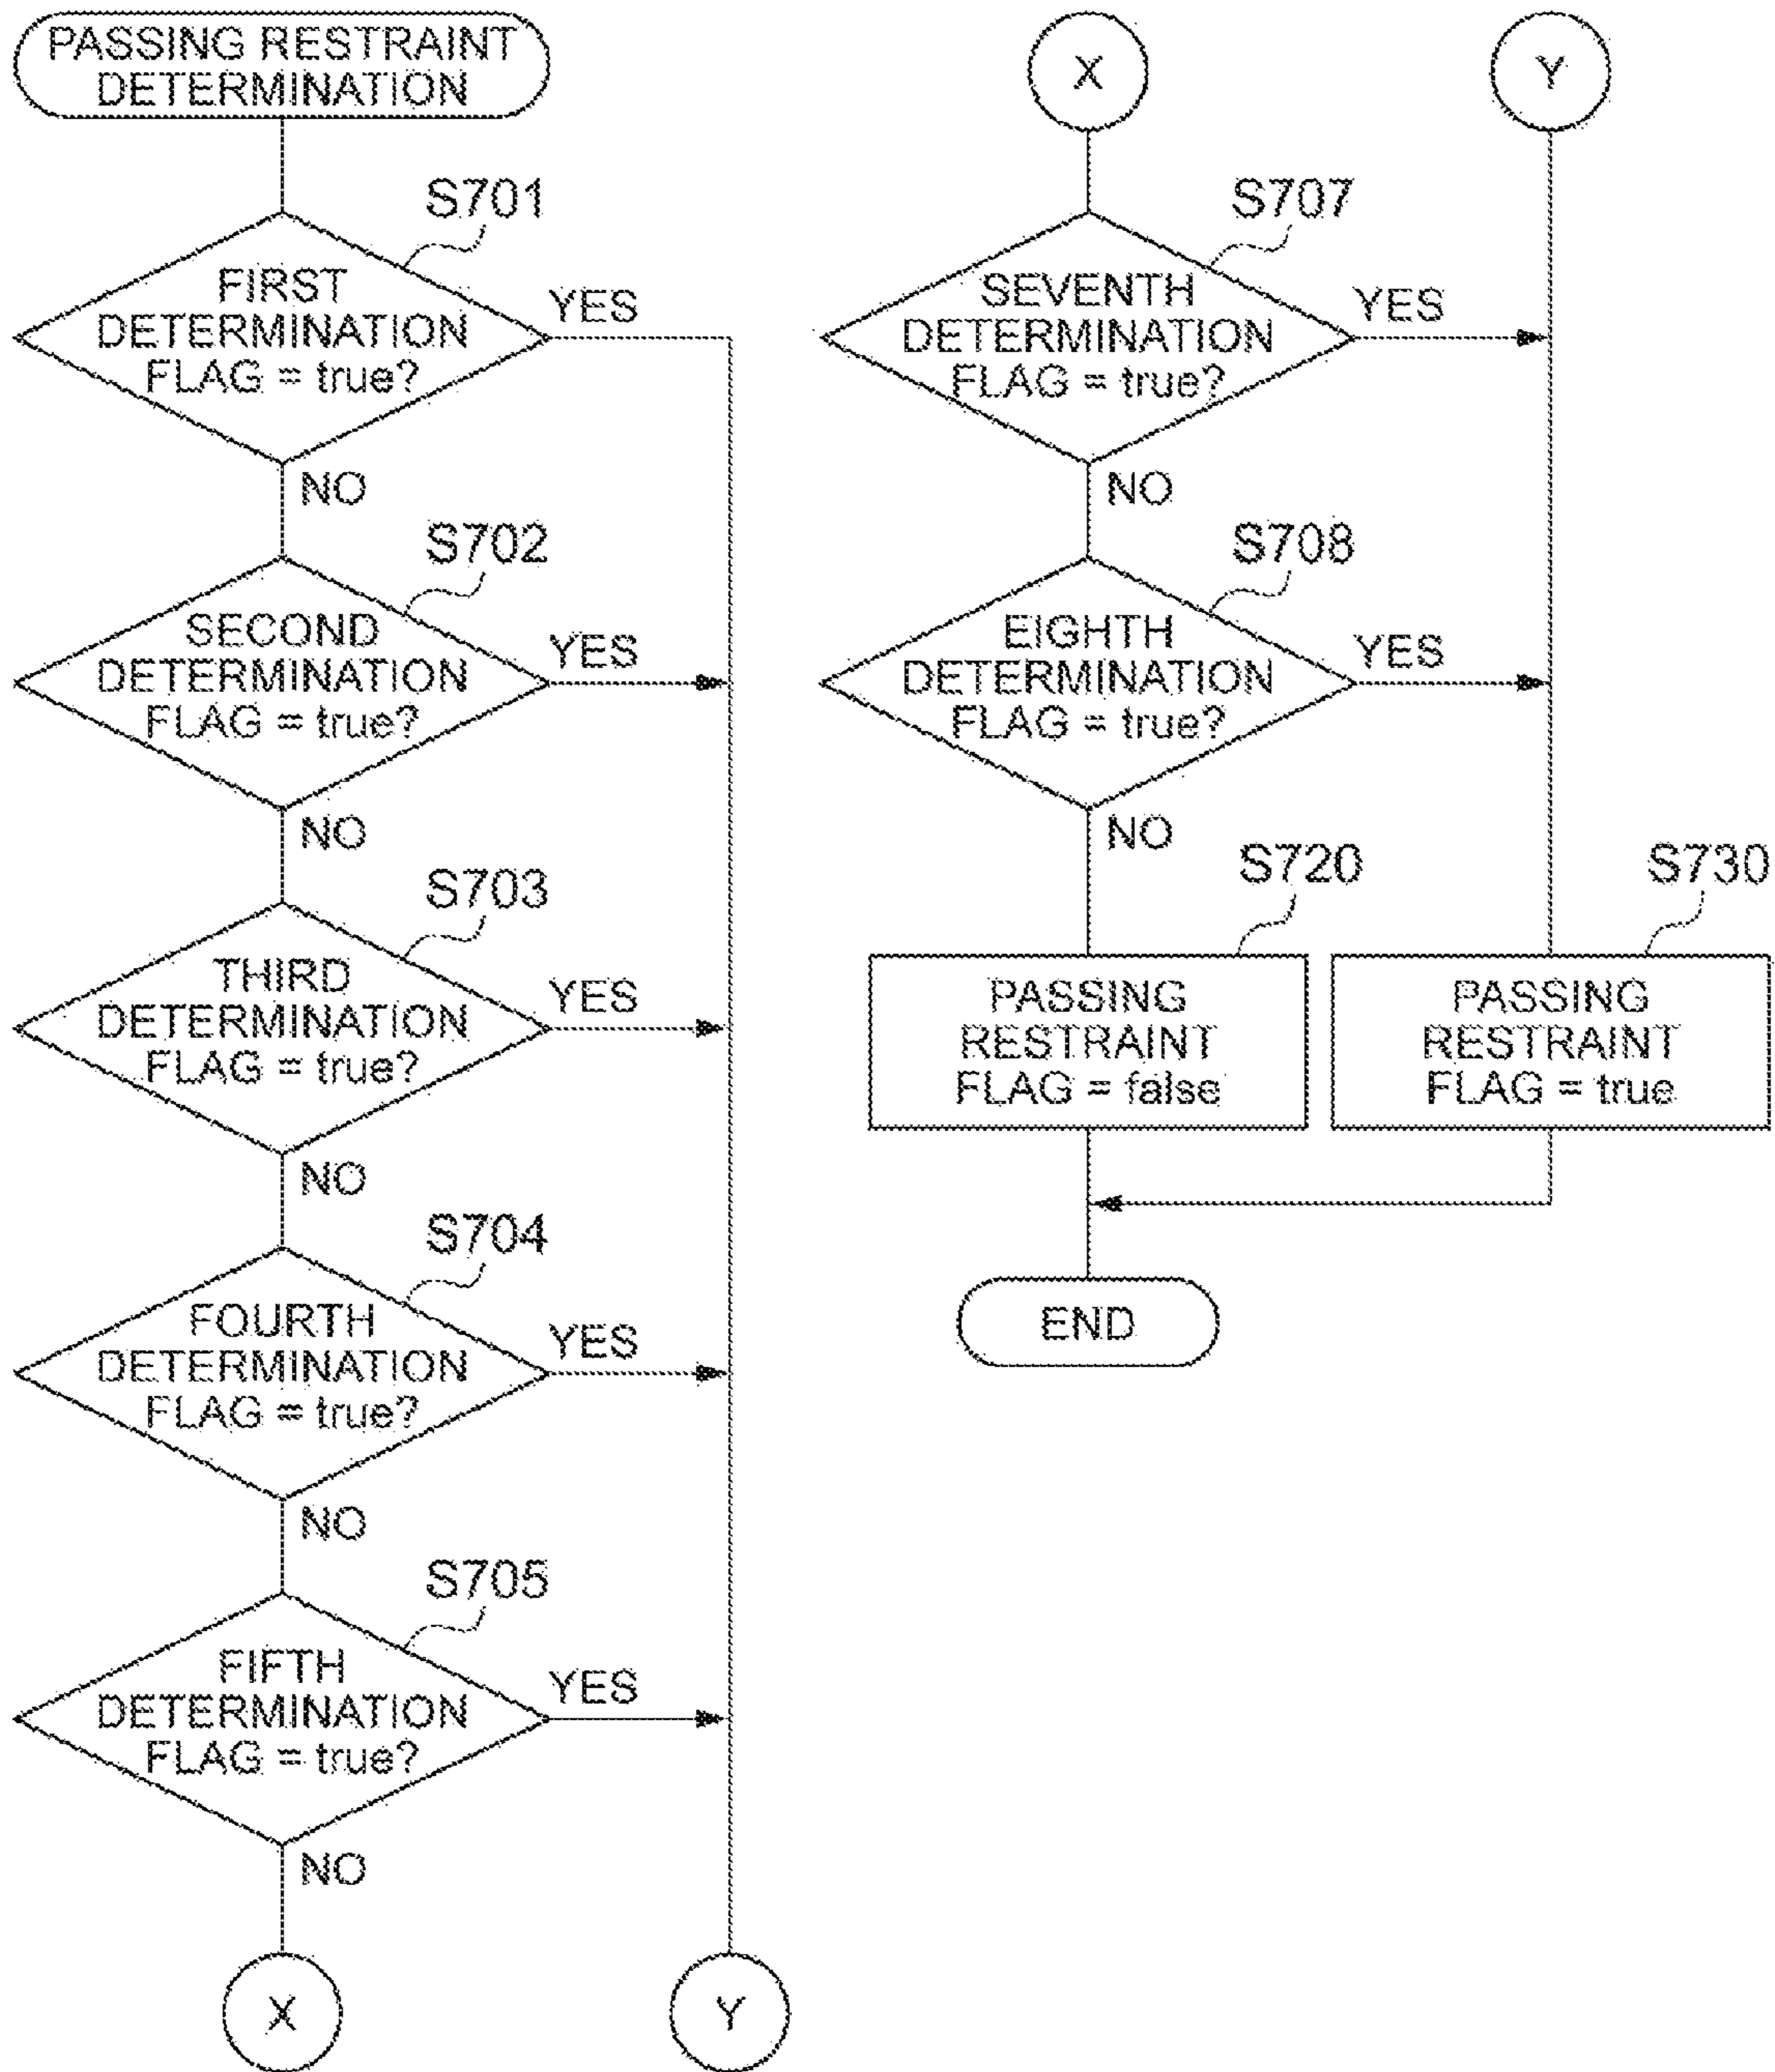 PASSING RESTRAINT
DETERMINATION
S701
FIRST
DETERMINATION
FLAG = true?
YES
NO
S702
SECOND
DETERMINATION
FLAG = true?
YES
NO
S703
THIRD
DETERMINATION
FLAG = true?
YES
NO
S704
FOURTH
DETERMINATION
FLAG = true?
YES
NO
S705
FIFTH
DETERMINATION
FLAG = true?
YES
NO
X
Y
X
Y
S707
SEVENTH
DETERMINATION
FLAG = true?
YES
NO
S708
EIGHTH
DETERMINATION
FLAG = true?
YES
NO
S720
PASSING
RESTRAINT
FLAG = false
S730
PASSING
RESTRAINT
FLAG = true
END